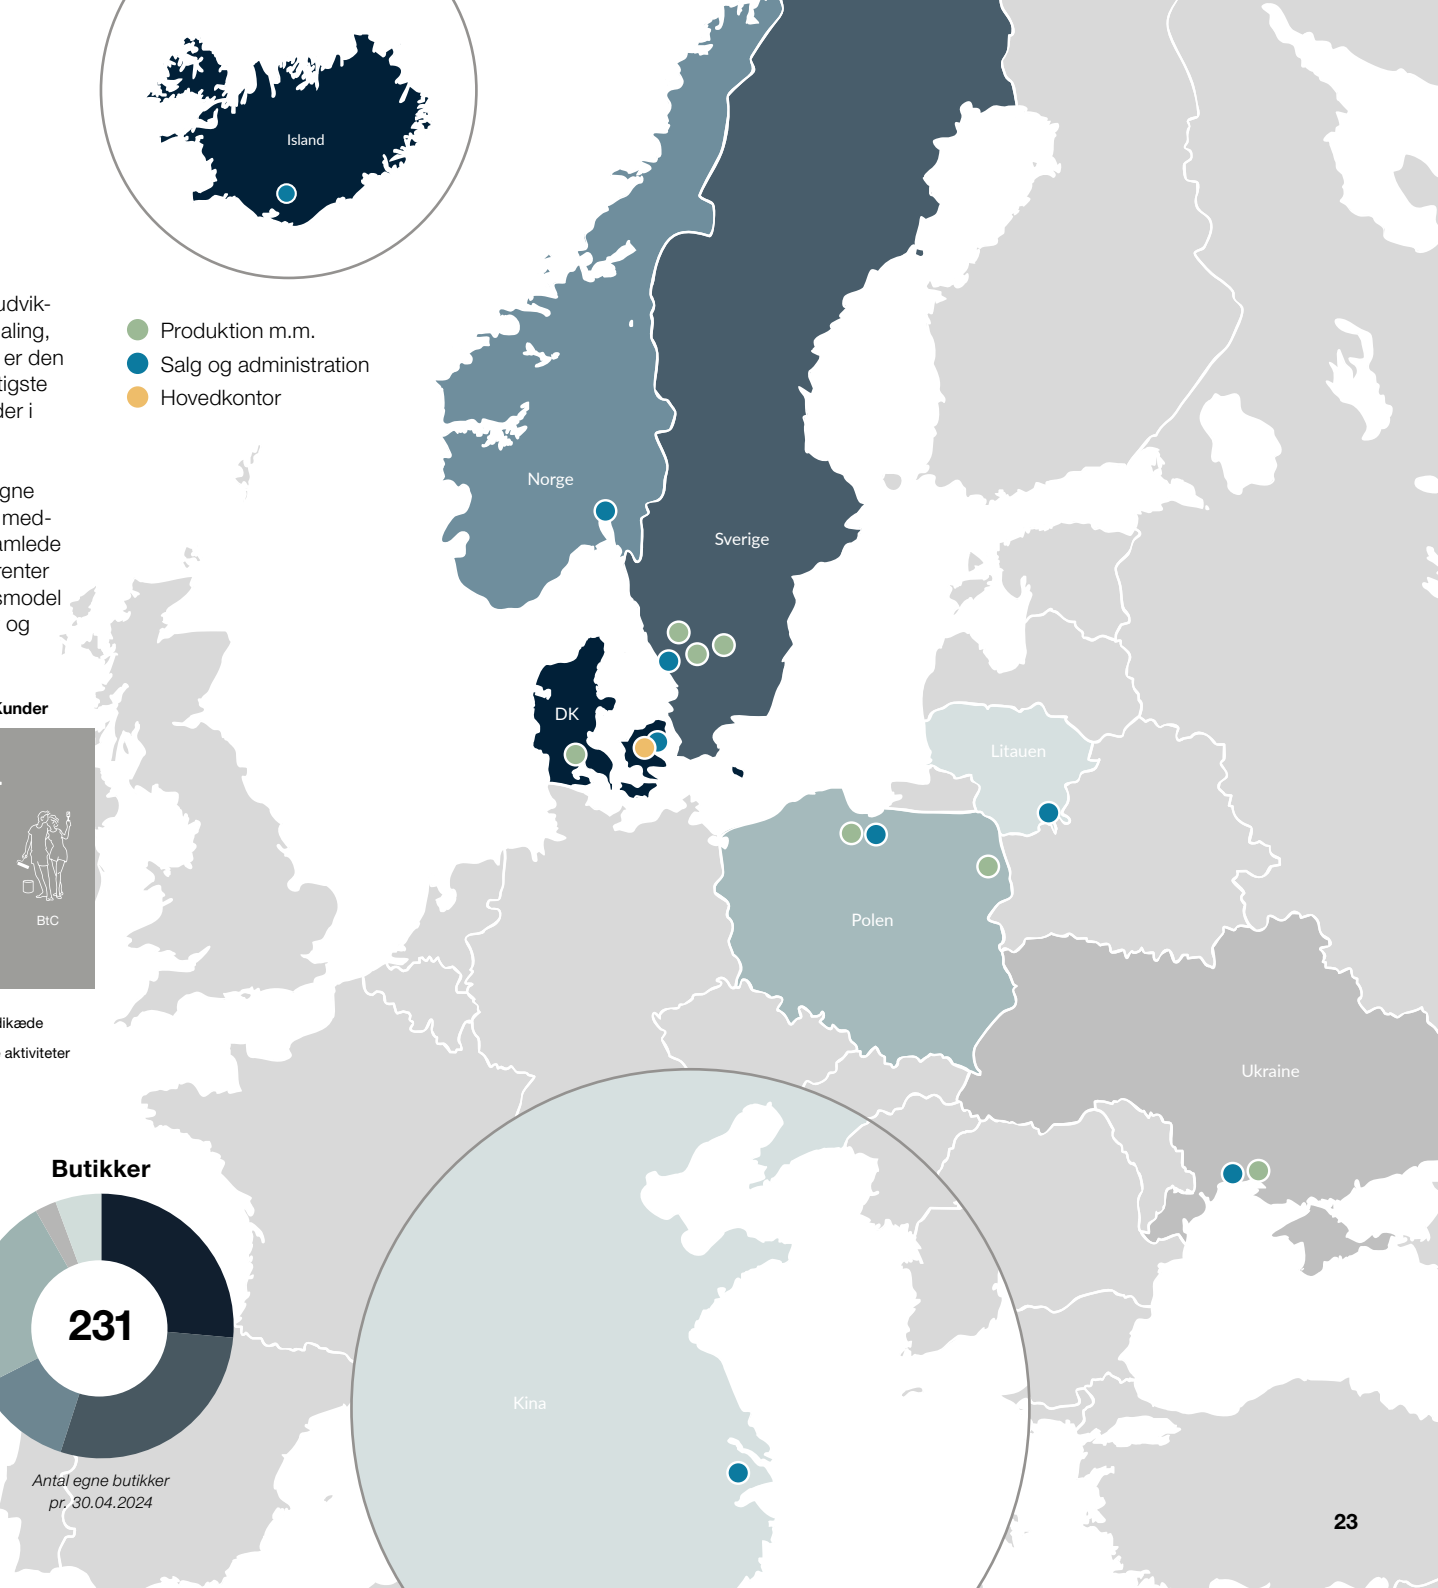 Island
Produktion m.m.
Salg og administration
Hovedkontor
udvik-
aling,
er den
tigste
der i
gne
med-
amlede
renter
smodel
og
Kunder
BtC
dikæde
aktiviteter
Norge
Sverige
DK
Litauen
Polen
Ukraine
Kina
Butikker
231
Antal egne butikker
pr. 30.04.2024
23